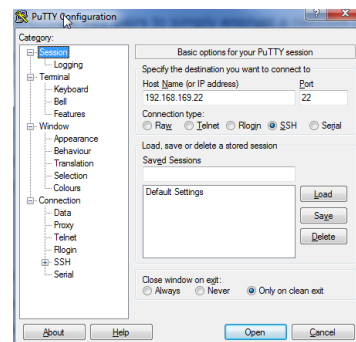 PuTTY Configuration
Category:
Session
Logging
Terminal
Keyboard
Bell
Features
Window
Appearance
Behaviour
Translation
Selection
Colours
Connection
Data
Proxy
Telnet
Rlogin
SSH
Serial
Basic options for your PuTTY session
Specify the destination you want to connect to
Host Name (or IP address) Port
192.168.169.22 22
Connection type:
Raw Telnet Rlogin SSH Serial
Load, save or delete a stored session
Saved Sessions
Default Settings
Load
Save
Delete
Close window on exit:
Always Never Only on clean exit
About Help Open Cancel